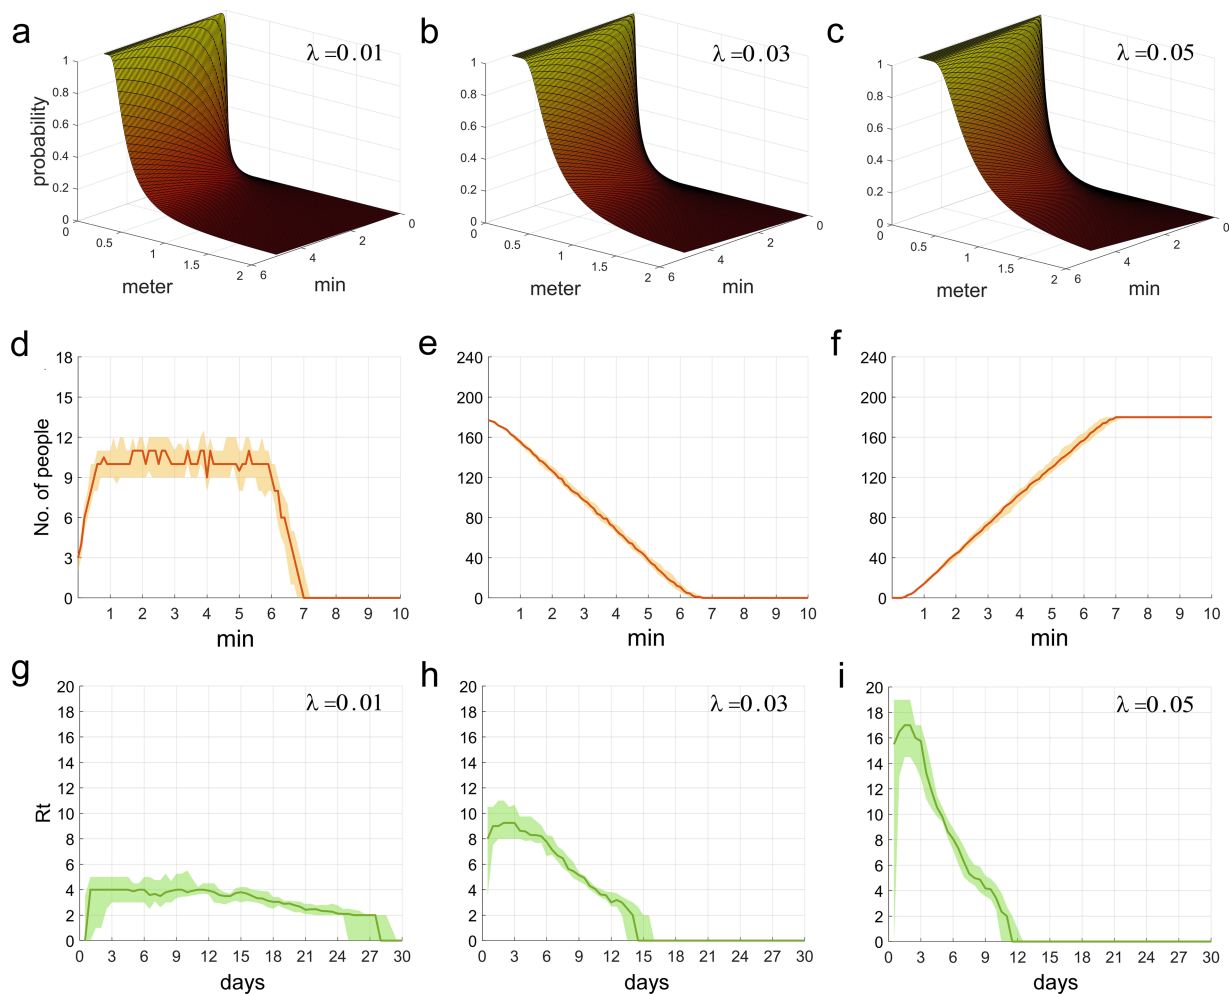 a b c
λ=0.01 λ=0.03 λ=0.05
1 1 1
0.8 0.8 0.8
0.6 0.6 0.6
0.4 0.4 0.4
0.2 0.2 0.2
0 0 0
probability
0 0.5 1 1.5 2 0 0.5 1 1.5 2 0 0.5 1 1.5 2
6 4 2 0 6 4 2 0 6 4 2 0
meter min meter min meter min
d e f
18 240 240
15 200 200
12 160 160
9 120 120
6 80 80
3 40 40
0 0 0
No. of people
1 2 3 4 5 6 7 8 9 10 1 2 3 4 5 6 7 8 9 10 1 2 3 4 5 6 7 8 9 10
min min min
g h i
λ=0.01 λ=0.03 λ=0.05
20 20 20
18 18 18
16 16 16
14 14 14
12 12 12
10 10 10
8 8 8
6 6 6
4 4 4
2 2 2
0 0 0
Rt
0 3 6 9 12 15 18 21 24 27 30 0 3 6 9 12 15 18 21 24 27 30 0 3 6 9 12 15 18 21 24 27 30
days days days